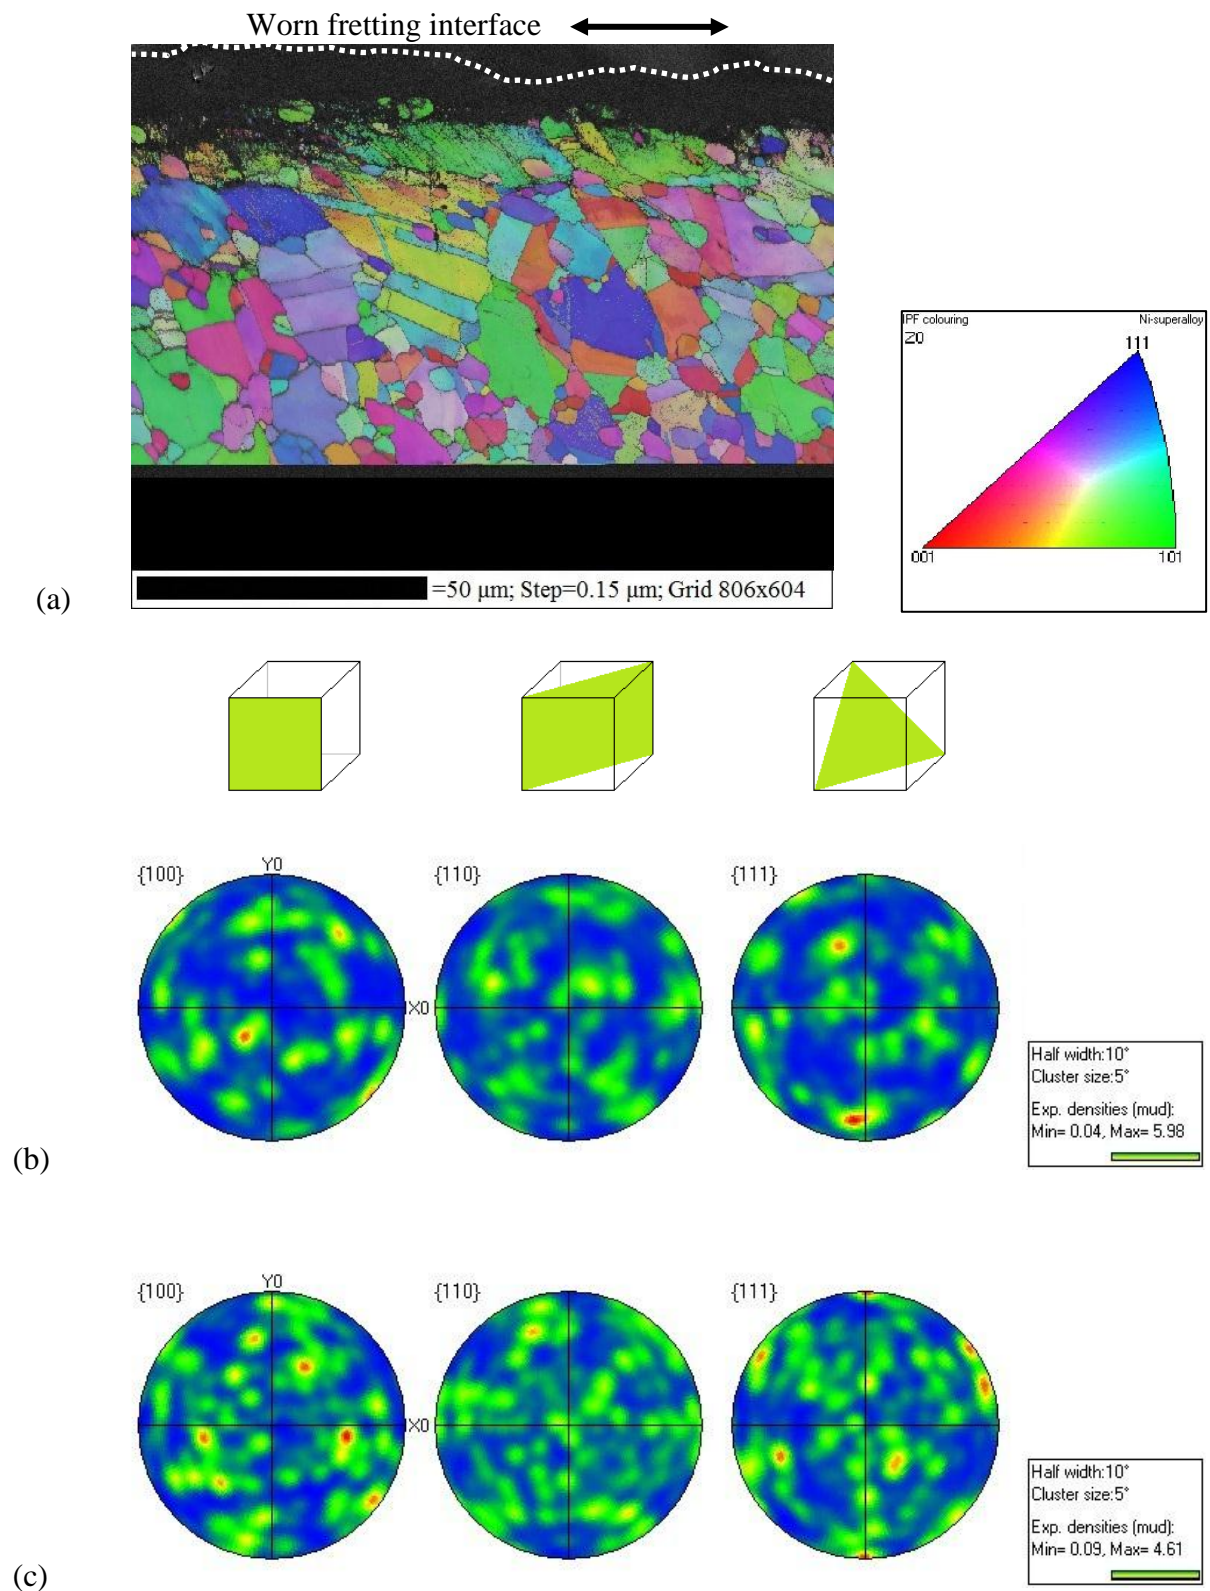 Worn fretting interface
IPF colouring
Ni-superalloy
Z0
111
001
101
=50 μm; Step=0.15 μm; Grid 806x604
(a)
{100}
Y0
{110}
{111}
X0
Half width:10°
Cluster size:5°
Exp. densities (mud):
Min= 0.04, Max= 5.98
(b)
{100}
Y0
{110}
{111}
X0
Half width:10°
Cluster size:5°
Exp. densities (mud):
Min= 0.09, Max= 4.61
(c)